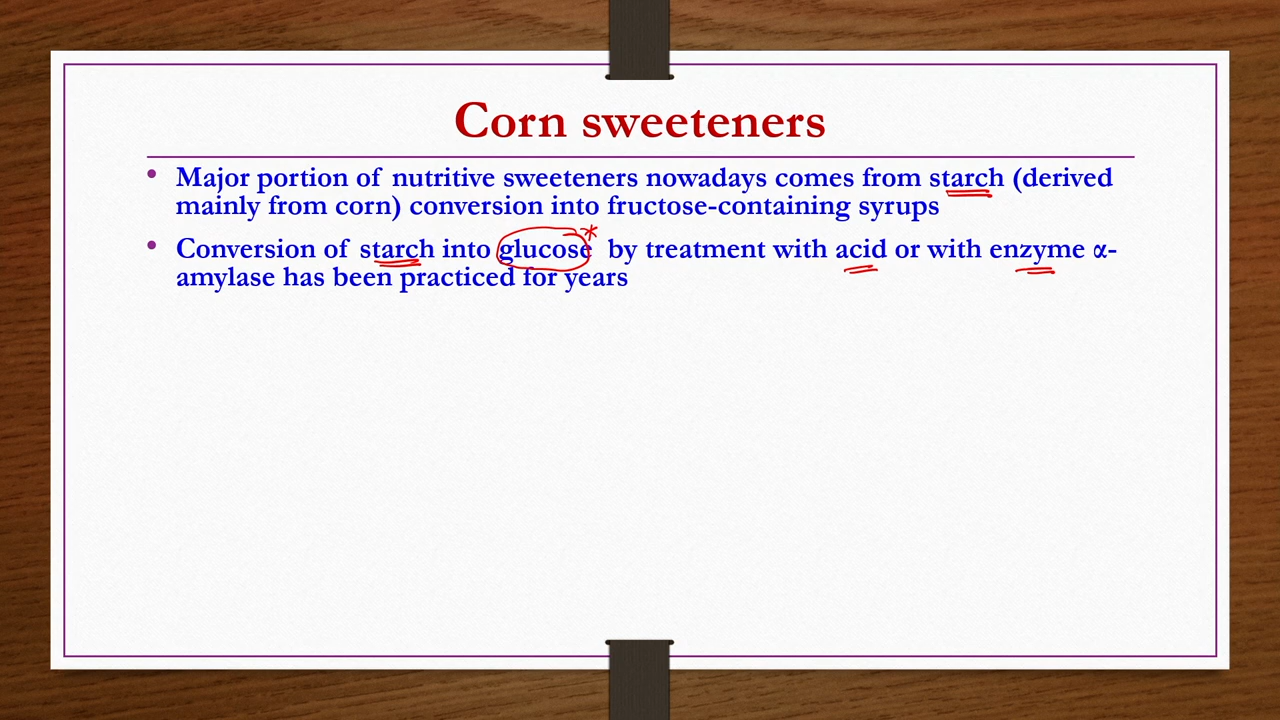 Corn sweeteners
• Major portion of nutritive sweeteners nowadays comes from starch (derived
mainly from corn) conversion into fructose-containing syrups
• Conversion of starch into glucose* by treatment with acid or with enzyme α-
amylase has been practiced for years